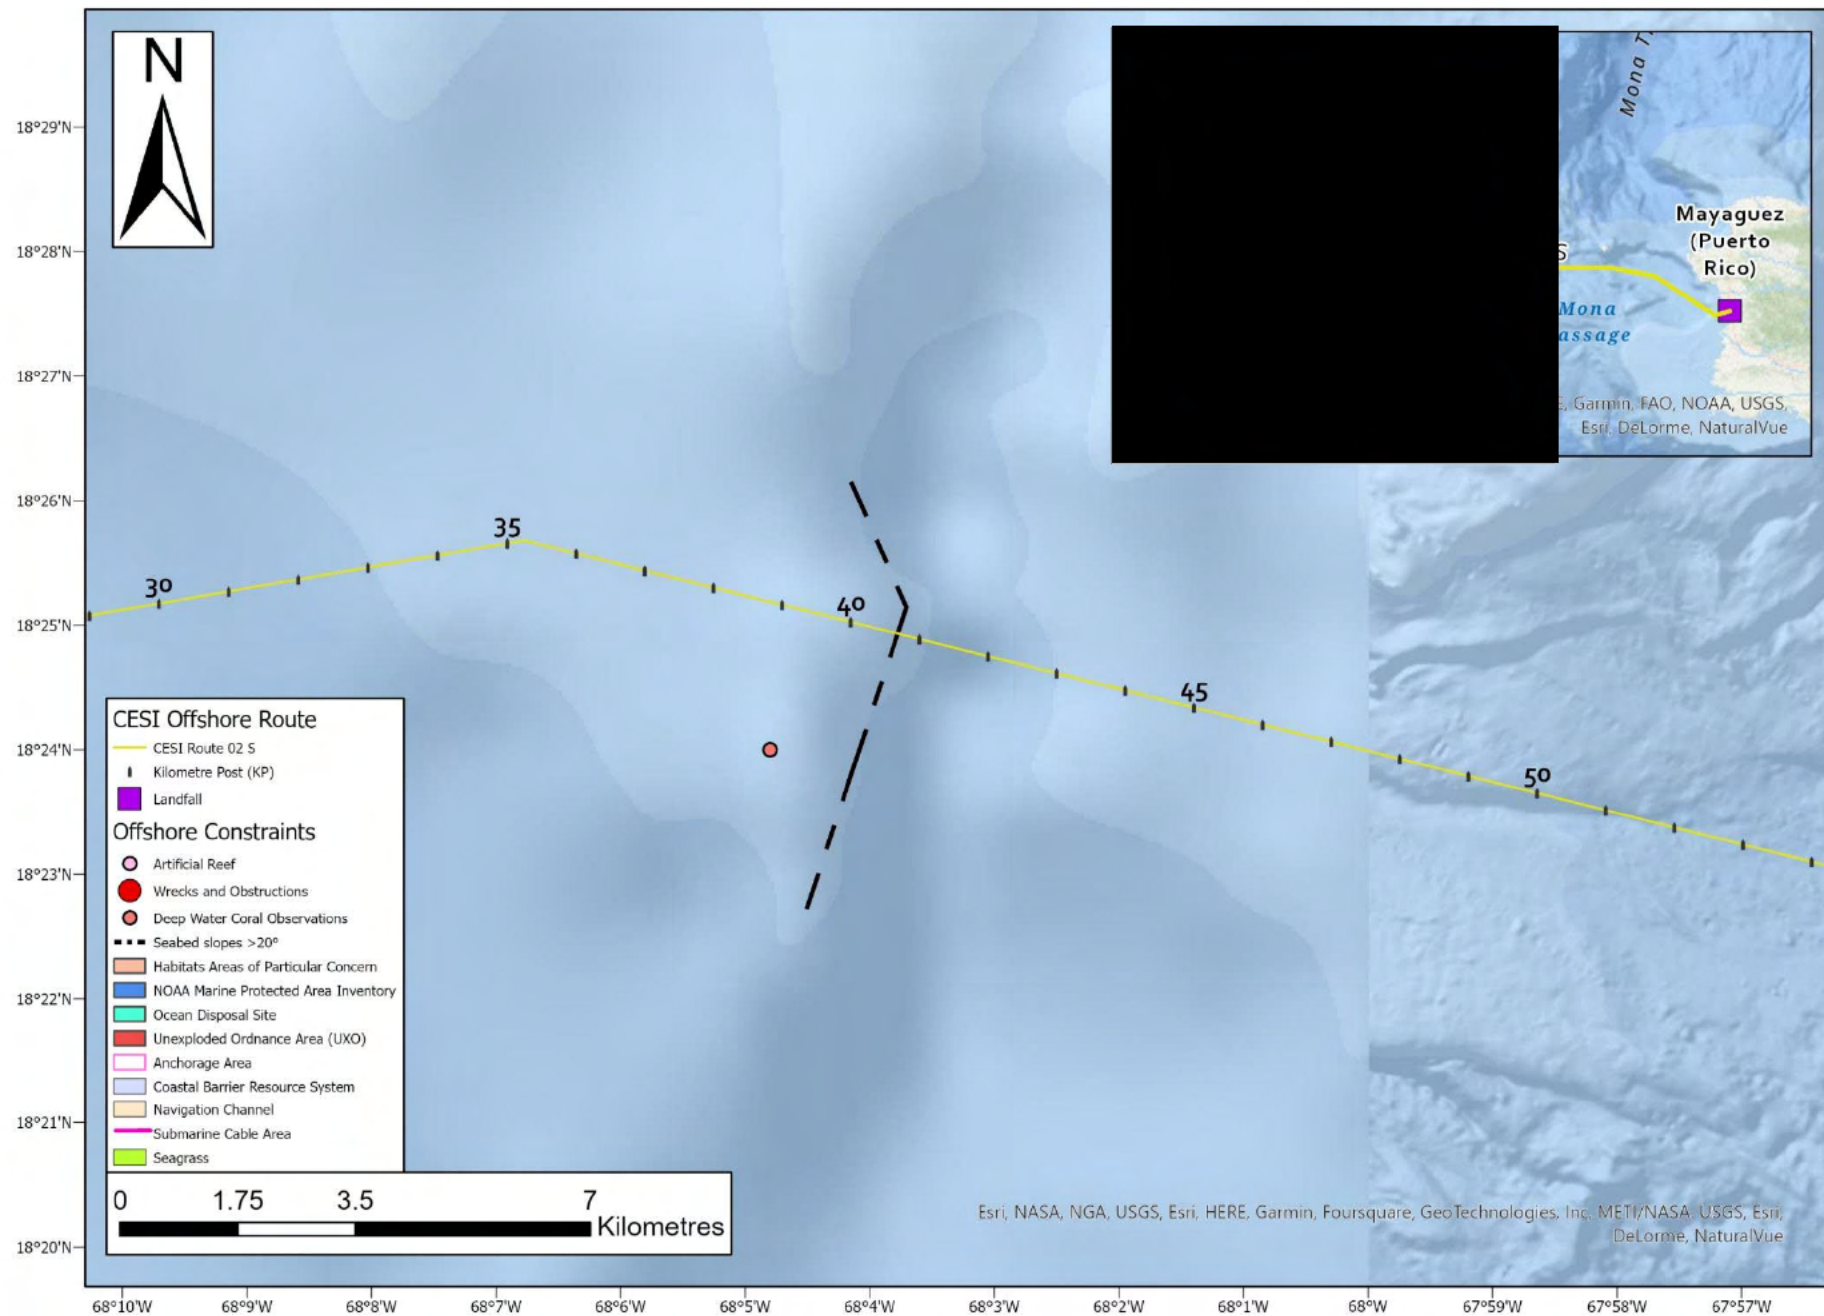 N
Mona
Mayaguez
(Puerto
Rico)
Mona
assage
, Garmin, FAO, NOAA, USGS,
Esri, DeLorme, NaturalVue
18°29'N
18°28'N
18°27'N
18°26'N
18°25'N
18°24'N
18°23'N
18°22'N
18°21'N
18°20'N
30
35
40
45
50
CESI Offshore Route
CESI Route 02 S
Kilometre Post (KP)
Landfall
Offshore Constraints
Artificial Reef
Wrecks and Obstructions
Deep Water Coral Observations
Seabed slopes >20°
Habitats Areas of Particular Concern
NOAA Marine Protected Area Inventory
Ocean Disposal Site
Unexploded Ordnance Area (UXO)
Anchorage Area
Coastal Barrier Resource System
Navigation Channel
Submarine Cable Area
Seagrass
0 1.75 3.5 7
Kilometres
Esri, NASA, NGA, USGS, Esri, HERE, Garmin, Foursquare, GeoTechnologies, Inc, METI/NASA, USGS, Esri,
DeLorme, NaturalVue
68°10'W 68°9'W 68°8'W 68°7'W 68°6'W 68°5'W 68°4'W 68°3'W 68°2'W 68°1'W 68°W 67°59'W 67°58'W 67°57'W